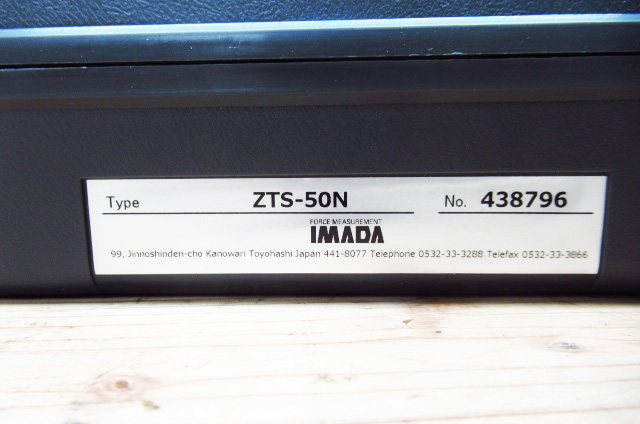 Type ZTS-50N No. 438796
FORCE MEASUREMENT
IMADA
99, Jinnoshinden-cho Kanowari Toyohashi Japan 441-8077 Telephone 0532-33-3288 Telefax 0532-33-3866